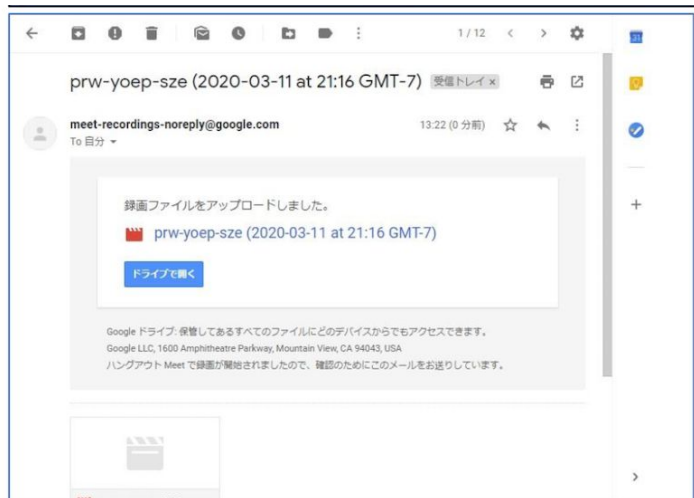 1 / 12
prw-yoep-sze (2020-03-11 at 21:16 GMT-7) 受信トレイ ×
meet-recordings-noreply@google.com 13:22 (0 分前)
To 自分
録画ファイルをアップロードしました。
prw-yoep-sze (2020-03-11 at 21:16 GMT-7)
ドライブで開く
Google ドライブ: 保管してあるすべてのファイルにどのデバイスからでもアクセスできます。
Google LLC, 1600 Amphitheatre Parkway, Mountain View, CA 94043, USA
ハングアウト Meet で録画が開始されましたので、確認のためにこのメールをお送りしています。